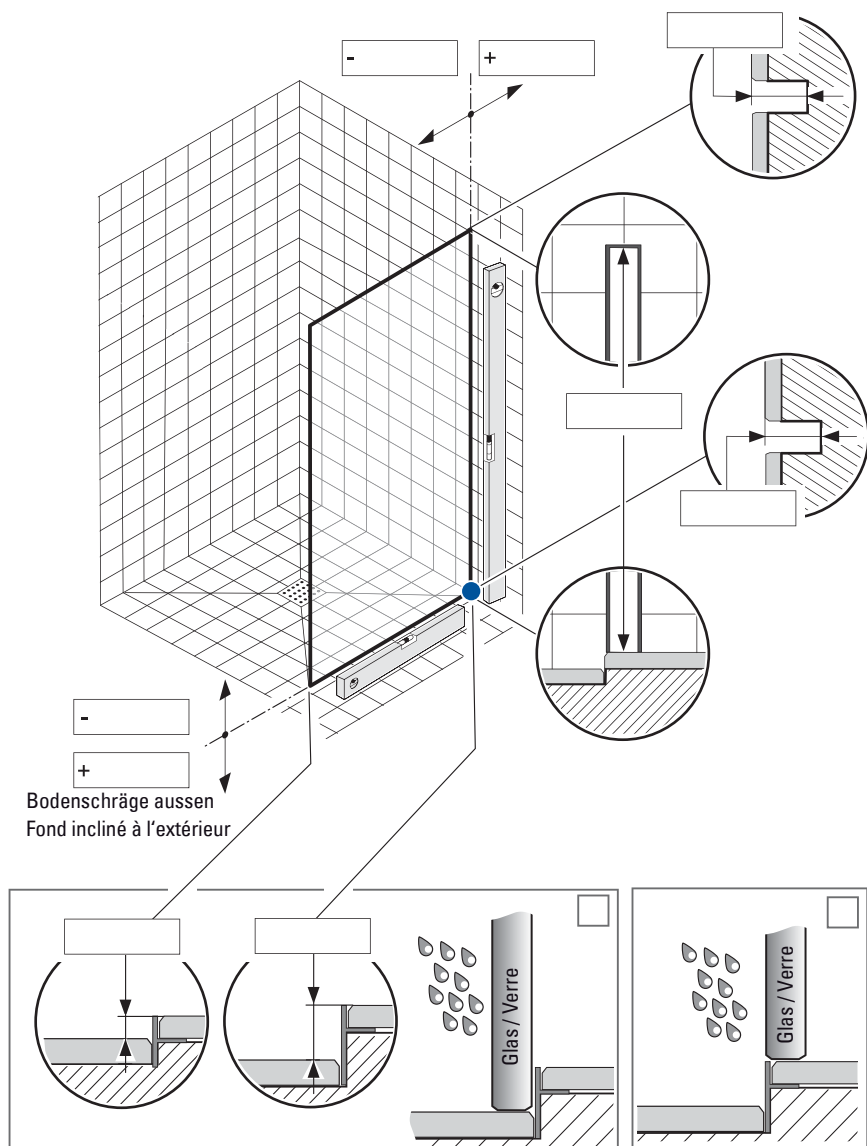 -
+
-
+
Bodenschräge aussen
Fond incliné à l‘extérieur
Glas / Verre
Glas / Verre